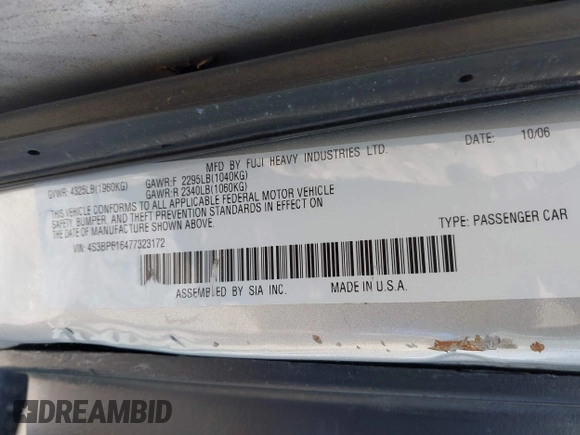 MFD BY FUJI HEAVY INDUSTRIES LTD.
DATE: 10/06
GVWR: 4325LB(1960KG)
GAWR:F 2295LB(1040KG)
GAWR:R 2340LB(1060KG)
THIS VEHICLE CONFORMS TO ALL APPLICABLE FEDERAL MOTOR VEHICLE
SAFETY, BUMPER, AND THEFT PREVENTION STANDARDS IN EFFECT ON
THE DATE OF MANUFACTURE SHOWN ABOVE.
VIN: 4S3BP616477323172
TYPE: PASSENGER CAR
ASSEMBLED BY SIA INC.
MADE IN U.S.A.
DREAMBID